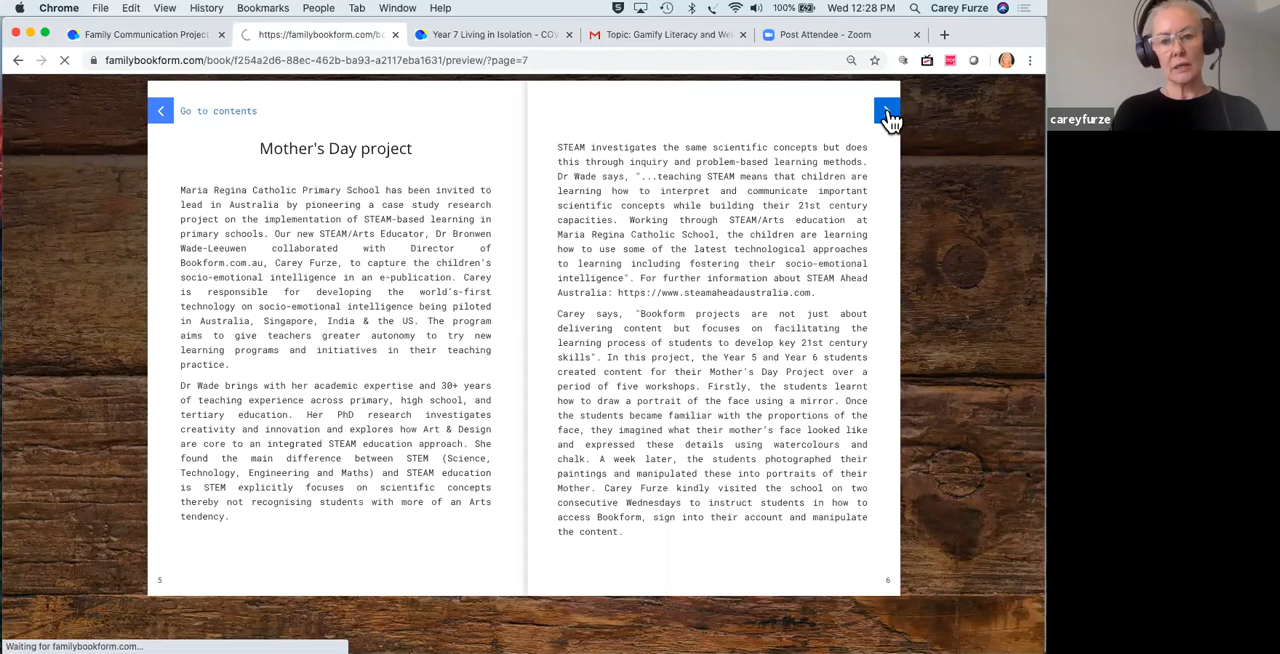 Chrome File Edit View History Bookmarks People Tab Window Help 100% Wed 12:28 PM Carey Furze
Family Communication Project https://familybookform.com/bo Year 7 Living in Isolation - COV Topic: Gamify Literacy and Wel Post Attendee - Zoom
familybookform.com/book/f254a2d6-88ec-462b-ba93-a2117eba1631/preview/?page=7
careyfurze
Go to contents
Mother's Day project
Maria Regina Catholic Primary School has been invited to
lead in Australia by pioneering a case study research
project on the implementation of STEAM-based learning in
primary schools. Our new STEAM/Arts Educator, Dr Bronwen
Wade-Leeuwen collaborated with Director of
Bookform.com.au, Carey Furze, to capture the children's
socio-emotional intelligence in an e-publication. Carey
is responsible for developing the world's-first
technology on socio-emotional intelligence being piloted
in Australia, Singapore, India & the US. The program
aims to give teachers greater autonomy to try new
learning programs and initiatives in their teaching
practice.
Dr Wade brings with her academic expertise and 30+ years
of teaching experience across primary, high school, and
tertiary education. Her PhD research investigates
creativity and innovation and explores how Art & Design
are core to an integrated STEAM education approach. She
found the main difference between STEM (Science,
Technology, Engineering and Maths) and STEAM education
is STEM explicitly focuses on scientific concepts
thereby not recognising students with more of an Arts
tendency.
5
STEAM investigates the same scientific concepts but does
this through inquiry and problem-based learning methods.
Dr Wade says, "...teaching STEAM means that children are
learning how to interpret and communicate important
scientific concepts while building their 21st century
capacities. Working through STEAM/Arts education at
Maria Regina Catholic School, the children are learning
how to use some of the latest technological approaches
to learning including fostering their socio-emotional
intelligence". For further information about STEAM Ahead
Australia: https://www.steamaheadaustralia.com.
Carey says, "Bookform projects are not just about
delivering content but focuses on facilitating the
learning process of students to develop key 21st century
skills". In this project, the Year 5 and Year 6 students
created content for their Mother's Day Project over a
period of five workshops. Firstly, the students learnt
how to draw a portrait of the face using a mirror. Once
the students became familiar with the proportions of the
face, they imagined what their mother's face looked like
and expressed these details using watercolours and
chalk. A week later, the students photographed their
paintings and manipulated these into portraits of their
Mother. Carey Furze kindly visited the school on two
consecutive Wednesdays to instruct students in how to
access Bookform, sign into their account and manipulate
the content.
6
Waiting for familybookform.com...